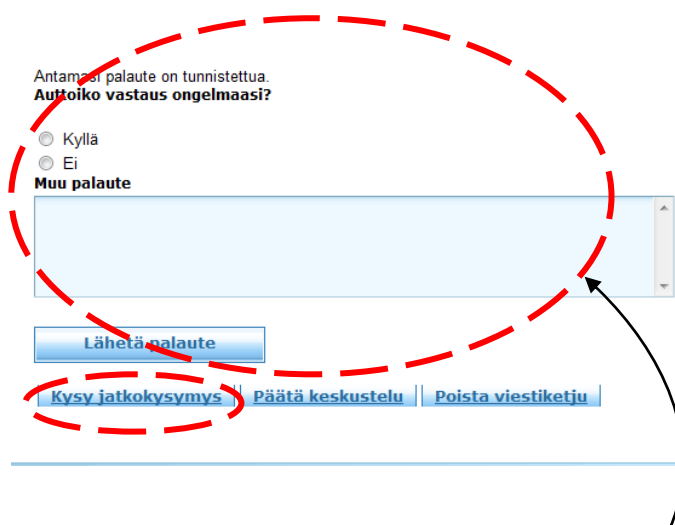 Antamasi palaute on tunnistettua.
Auttoiko vastaus ongelmaasi?
Kyllä
Ei
Muu palaute
Lähetä palaute
Kysy jatkokysymys Päätä keskustelu Poista viestiketju